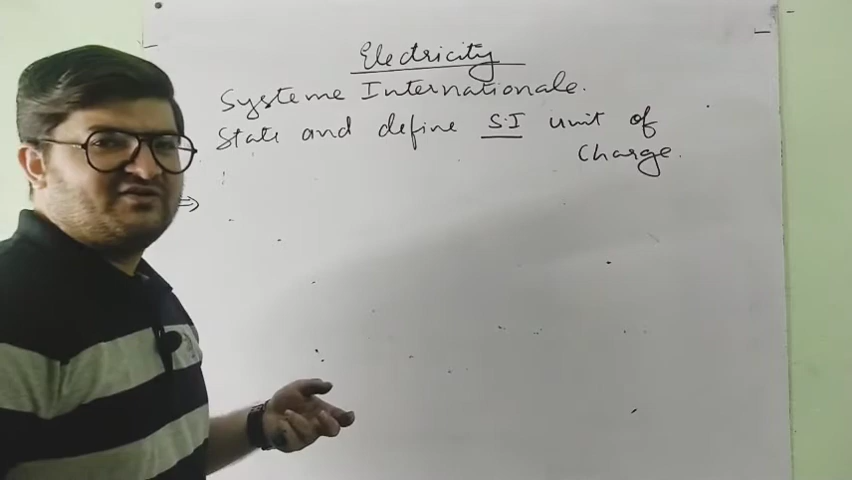 Electricity
Systeme Internationale.
State and define S.I unit of
Charge.
⇒